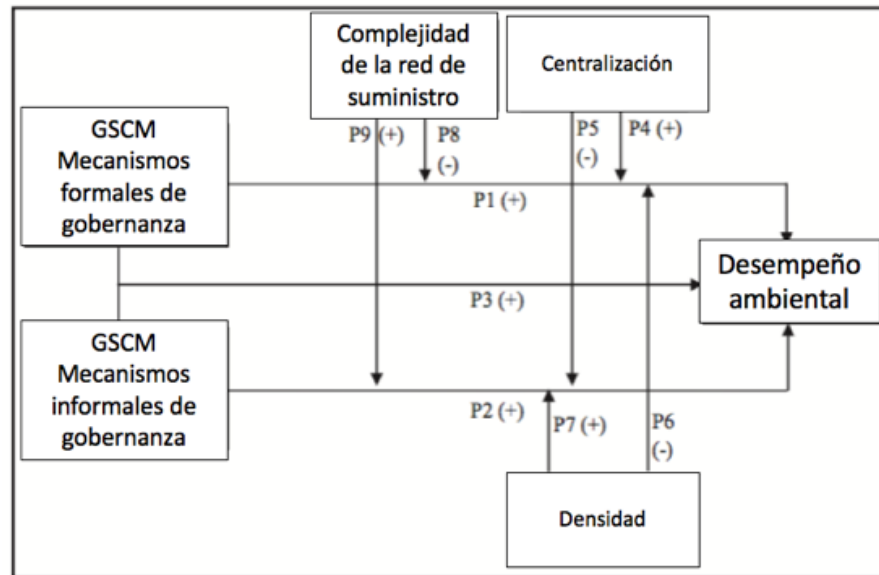 Complejidad
de la red de
suministro
Centralización
P9 (+)
P8
(-)
P5
(-)
P4 (+)
GSCM
Mecanismos
formales de
gobernanza
P1 (+)
Desempeño
ambiental
P3 (+)
GSCM
Mecanismos
informales de
gobernanza
P2 (+)
P7 (+)
P6
(-)
Densidad